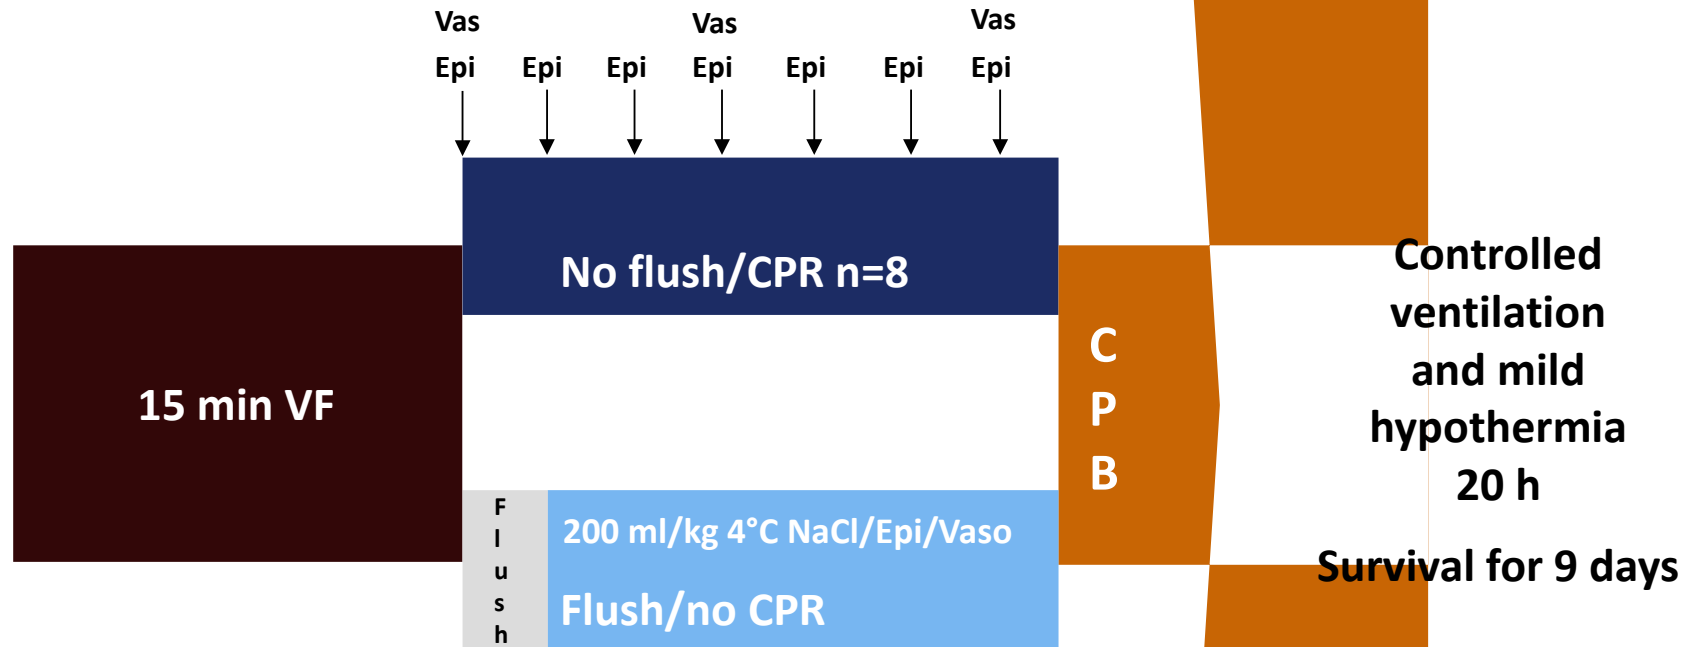 Vas Vas Vas
Epi Epi Epi Epi Epi Epi Epi
No flush/CPR n=8
15 min VF
C
P
B
Flush
200 ml/kg 4°C NaCl/Epi/Vaso
Flush/no CPR
Controlled
ventilation
and mild
hypothermia
20 h
Survival for 9 days